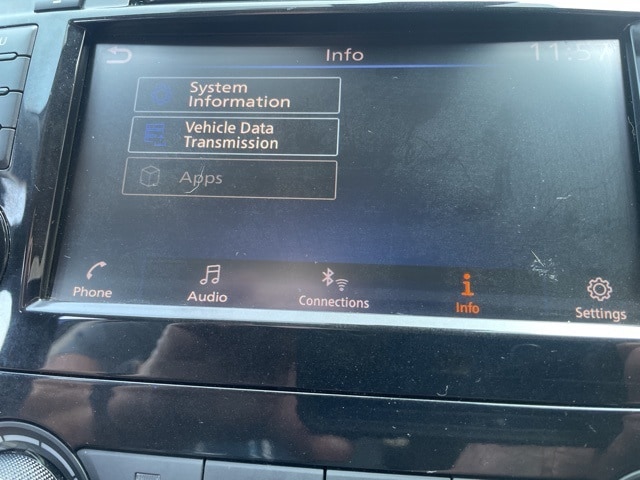 Info
11:57
System
Information
Vehicle Data
Transmission
Apps
Phone
Audio
Connections
Info
Settings